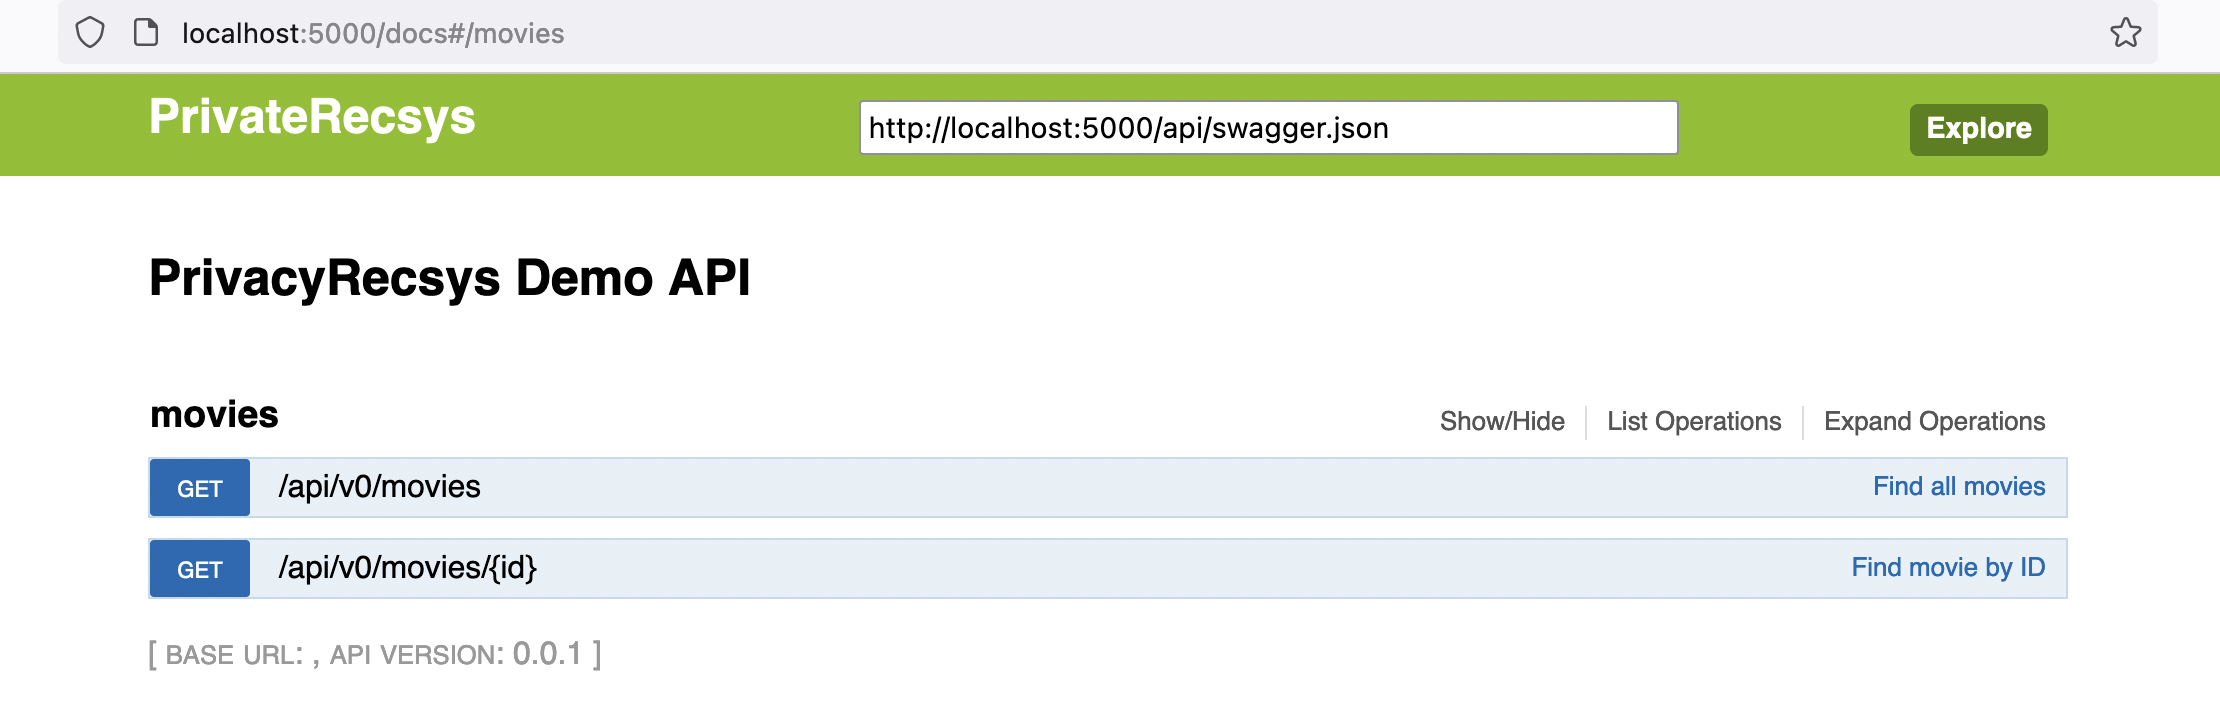 localhost:5000/docs#/movies
PrivateRecsys
http://localhost:5000/api/swagger.json
Explore
PrivacyRecsys Demo API
movies
Show/Hide
List Operations
Expand Operations
GET /api/v0/movies Find all movies
GET /api/v0/movies/{id} Find movie by ID
[ BASE URL: , API VERSION: 0.0.1 ]